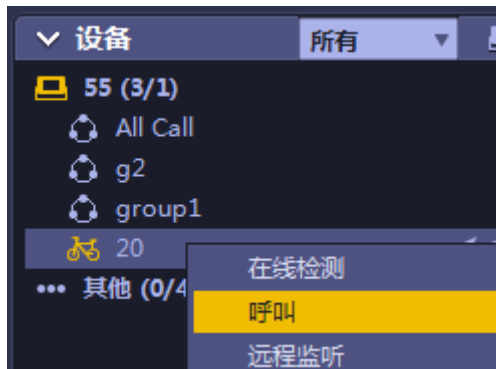 设备 所有
55 (3/1)
All Call
g2
group1
20
在线检测
其他 (0/4
呼叫
远程监听